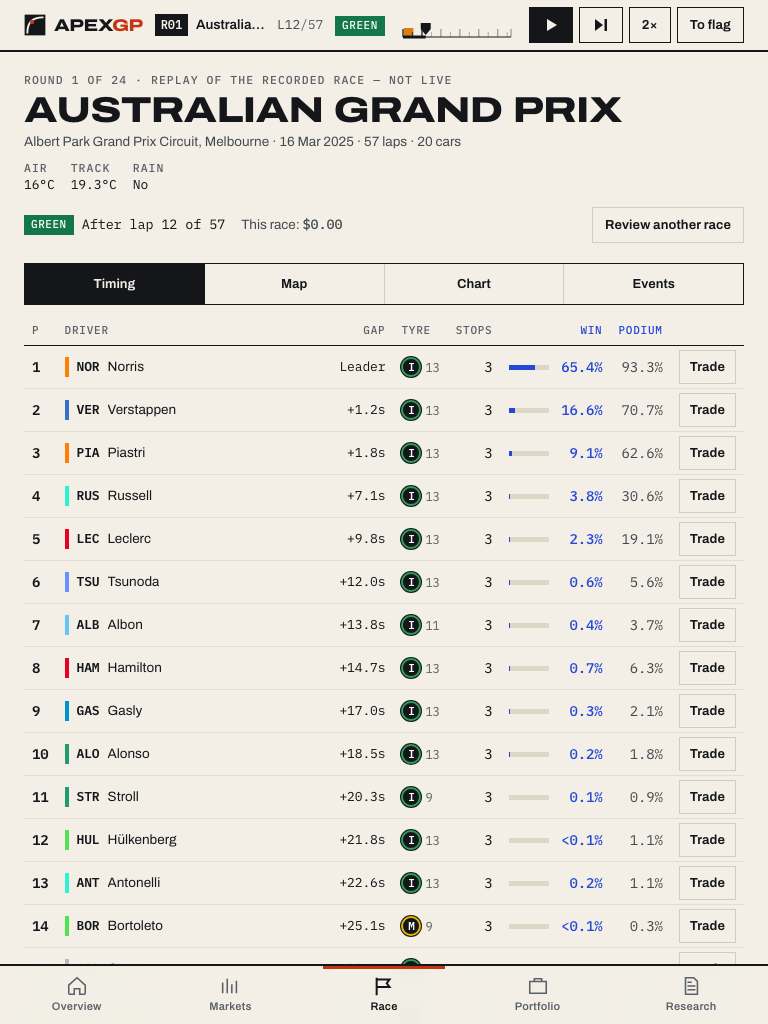 APEXGP R01 Australia... L12/57 GREEN 2× To flag
ROUND 1 OF 24 · REPLAY OF THE RECORDED RACE — NOT LIVE
AUSTRALIAN GRAND PRIX
Albert Park Grand Prix Circuit, Melbourne · 16 Mar 2025 · 57 laps · 20 cars
AIR TRACK RAIN
16°C 19.3°C No
GREEN After lap 12 of 57 This race: $0.00 Review another race
Timing Map Chart Events
P DRIVER GAP TYRE STOPS WIN PODIUM
1 NOR Norris Leader I 13 3 65.4% 93.3% Trade
2 VER Verstappen +1.2s I 13 3 16.6% 70.7% Trade
3 PIA Piastri +1.8s I 13 3 9.1% 62.6% Trade
4 RUS Russell +7.1s I 13 3 3.8% 30.6% Trade
5 LEC Leclerc +9.8s I 13 3 2.3% 19.1% Trade
6 TSU Tsunoda +12.0s I 13 3 0.6% 5.6% Trade
7 ALB Albon +13.8s I 11 3 0.4% 3.7% Trade
8 HAM Hamilton +14.7s I 13 3 0.7% 6.3% Trade
9 GAS Gasly +17.0s I 13 3 0.3% 2.1% Trade
10 ALO Alonso +18.5s I 13 3 0.2% 1.8% Trade
11 STR Stroll +20.3s I 9 3 0.1% 0.9% Trade
12 HUL Hülkenberg +21.8s I 13 3 <0.1% 1.1% Trade
13 ANT Antonelli +22.6s I 13 3 0.2% 1.1% Trade
14 BOR Bortoleto +25.1s M 9 3 <0.1% 0.3% Trade
Overview Markets Race Portfolio Research